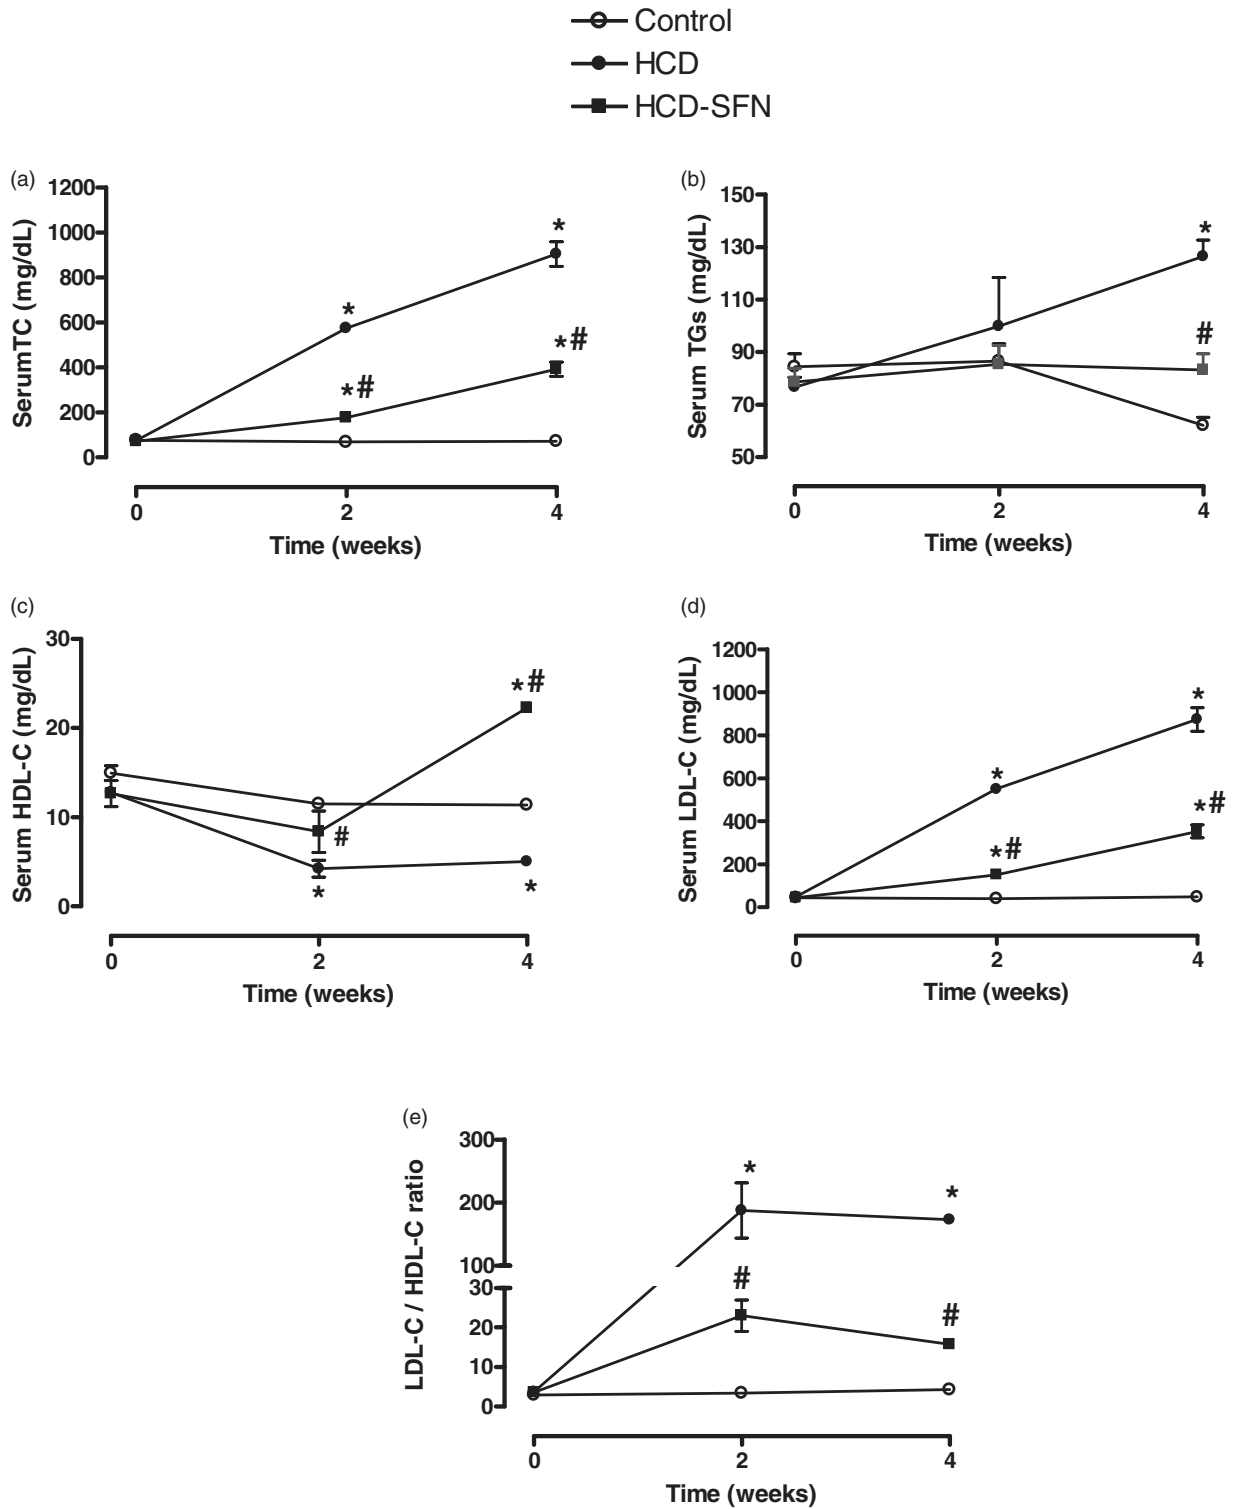 Control
HCD
HCD-SFN
(a)
SerumTC (mg/dL)
1200
1000
800
600
400
200
0
*
*
*#
*#
0 2 4
Time (weeks)
(b)
Serum TGs (mg/dL)
150
130
110
90
70
50
*
#
0 2 4
Time (weeks)
(c)
Serum HDL-C (mg/dL)
30
20
10
0
*#
#
*
*
0 2 4
Time (weeks)
(d)
Serum LDL-C (mg/dL)
1200
1000
800
600
400
200
0
*
*
*#
*#
0 2 4
Time (weeks)
(e)
LDL-C / HDL-C ratio
300
200
100
30
20
10
0
*
*
#
#
0 2 4
Time (weeks)